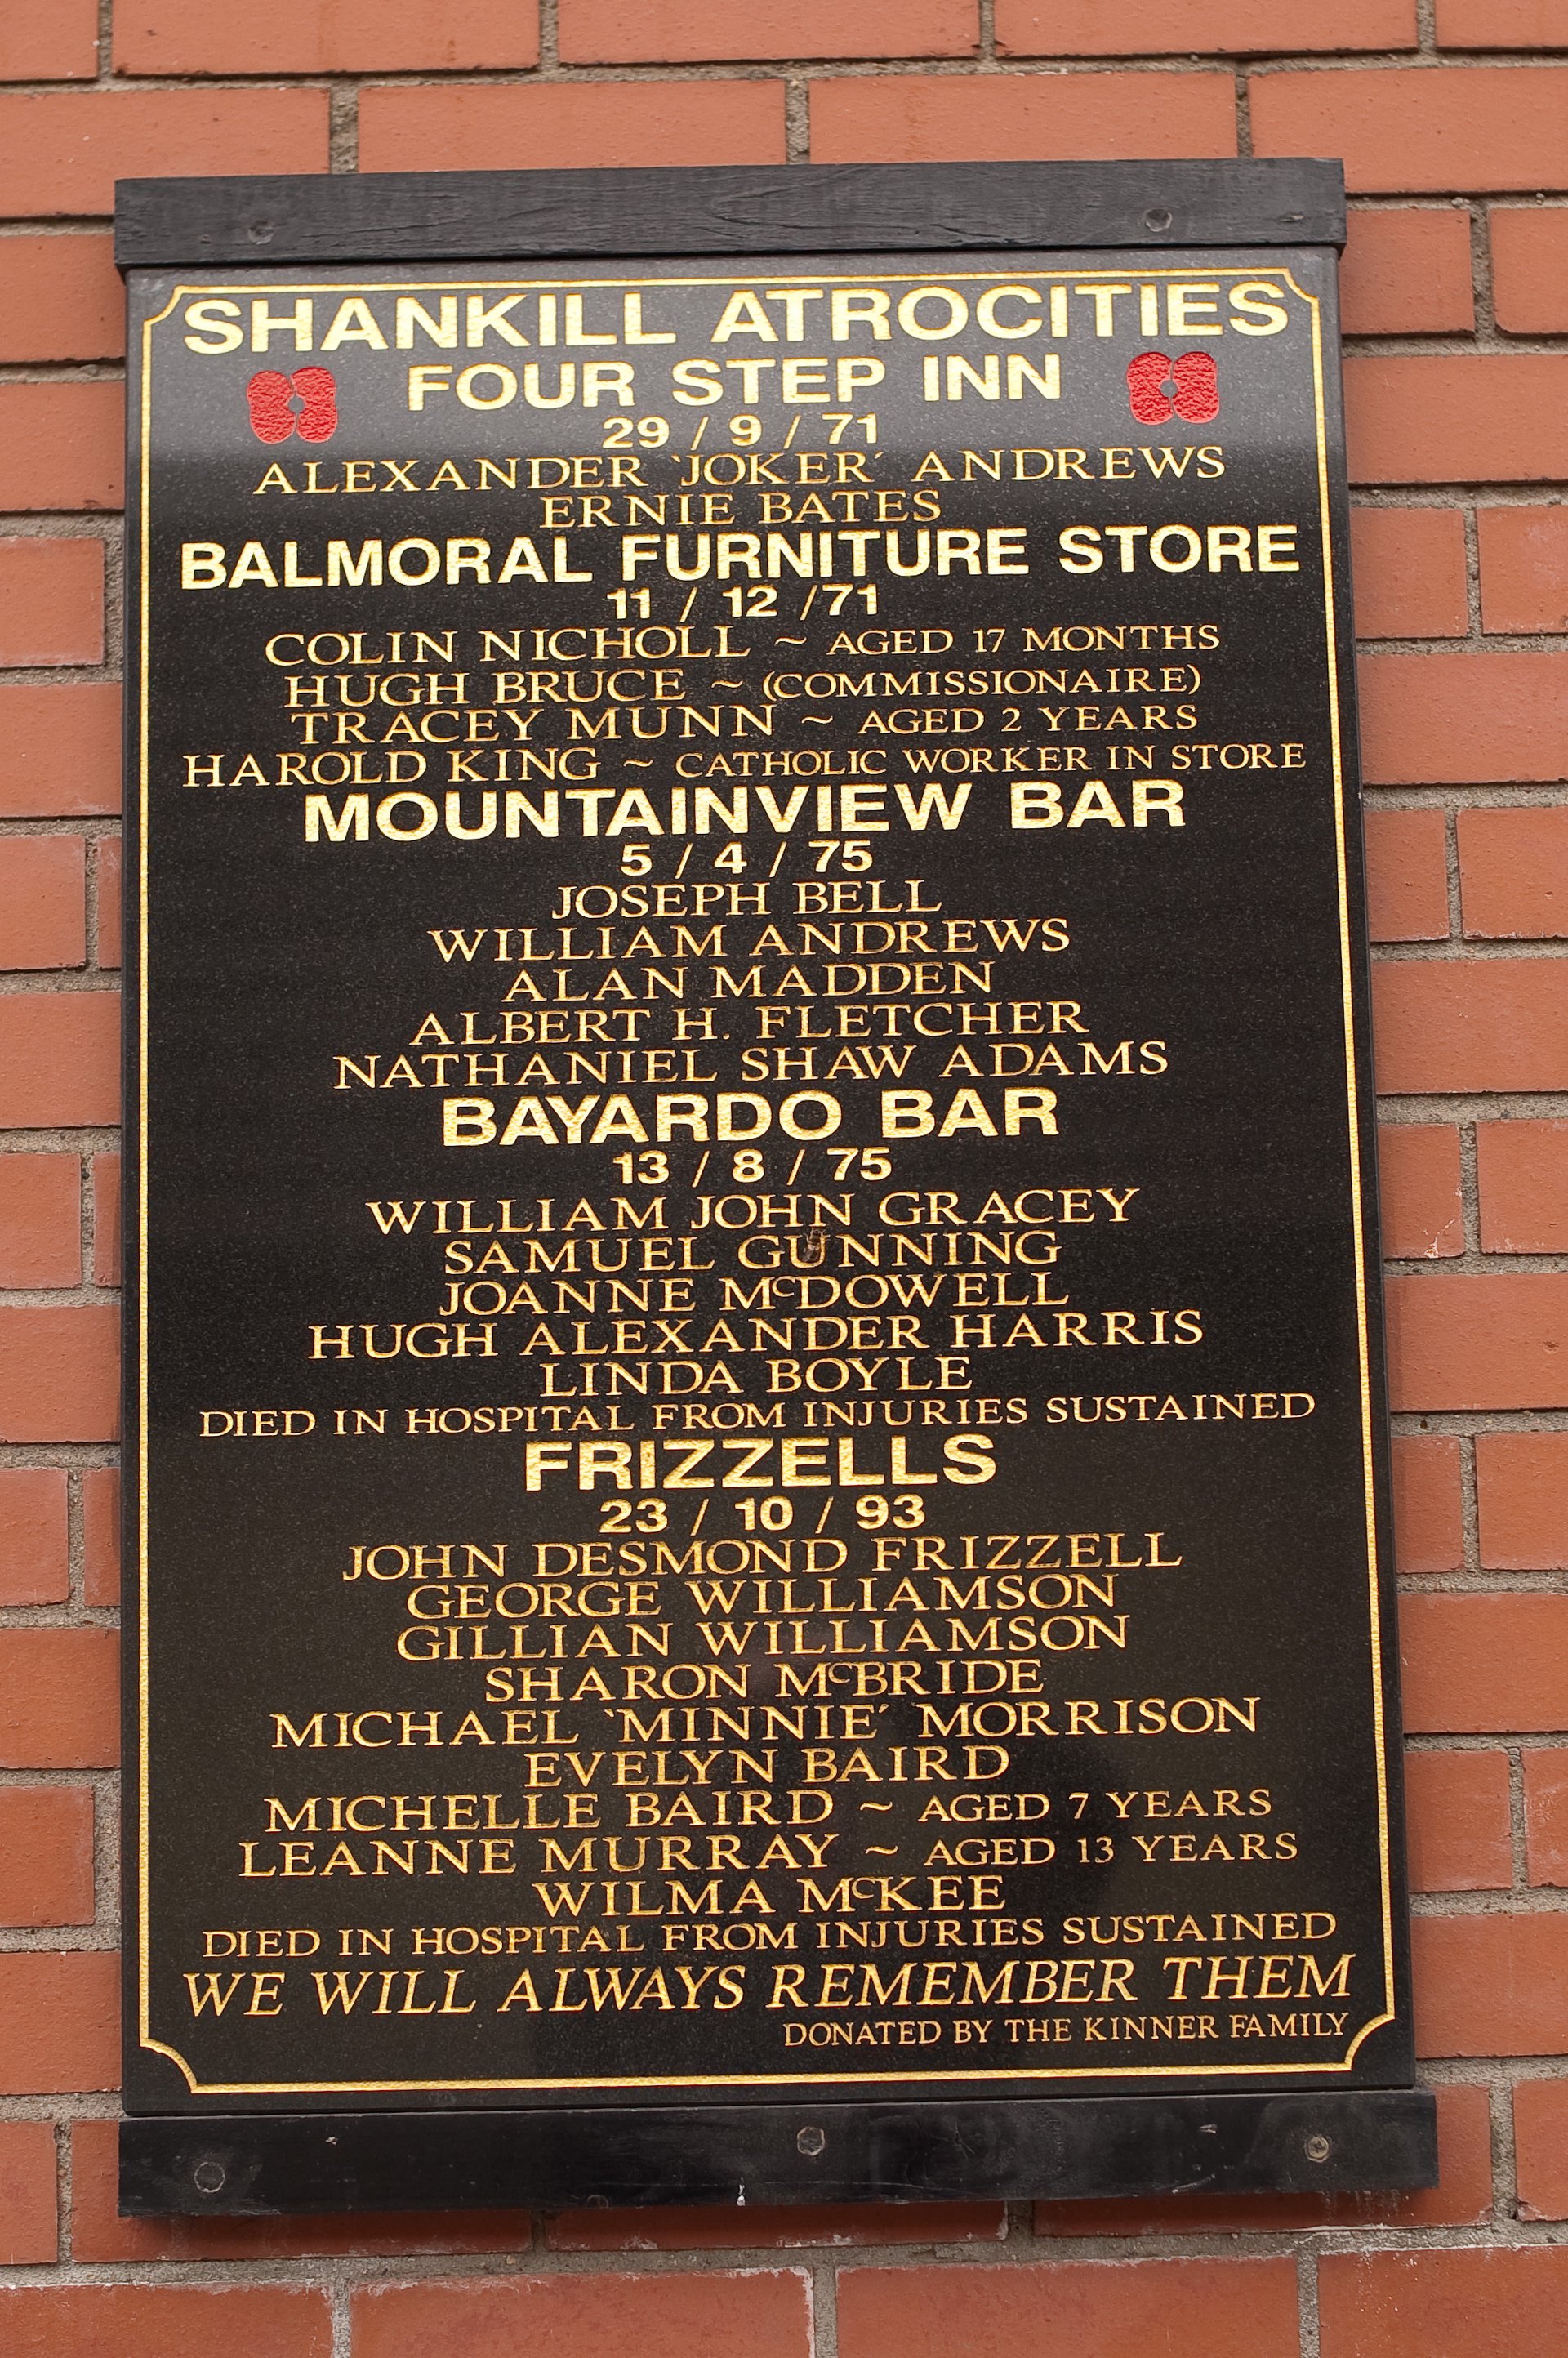 SHANKILL ATROCITIES
FOUR STEP INN
29 / 9 / 71
ALEXANDER 'JOKER' ANDREWS
ERNIE BATES
BALMORAL FURNITURE STORE
11 / 12 /71
COLIN NICHOLL ~ AGED 17 MONTHS
HUGH BRUCE ~ (COMMISSIONAIRE)
TRACEY MUNN ~ AGED 2 YEARS
HAROLD KING ~ CATHOLIC WORKER IN STORE
MOUNTAINVIEW BAR
5 / 4 / 75
JOSEPH BELL
WILLIAM ANDREWS
ALAN MADDEN
ALBERT H. FLETCHER
NATHANIEL SHAW ADAMS
BAYARDO BAR
13 / 8 / 75
WILLIAM JOHN GRACEY
SAMUEL GUNNING
JOANNE McDOWELL
HUGH ALEXANDER HARRIS
LINDA BOYLE
DIED IN HOSPITAL FROM INJURIES SUSTAINED
FRIZZELLS
23 / 10 / 93
JOHN DESMOND FRIZZELL
GEORGE WILLIAMSON
GILLIAN WILLIAMSON
SHARON McBRIDE
MICHAEL 'MINNIE' MORRISON
EVELYN BAIRD
MICHELLE BAIRD ~ AGED 7 YEARS
LEANNE MURRAY ~ AGED 13 YEARS
WILMA McKEE
DIED IN HOSPITAL FROM INJURIES SUSTAINED
WE WILL ALWAYS REMEMBER THEM
DONATED BY THE KINNER FAMILY